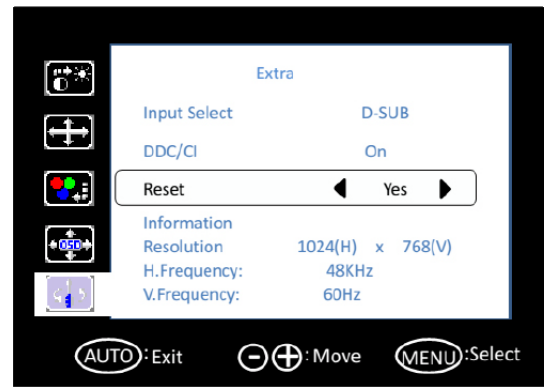 Extra
Input Select D-SUB
DDC/CI On
Reset Yes
Information
Resolution 1024(H) x 768(V)
H.Frequency: 48KHz
V.Frequency: 60Hz
OSD
AUTO : Exit - + : Move MENU : Select